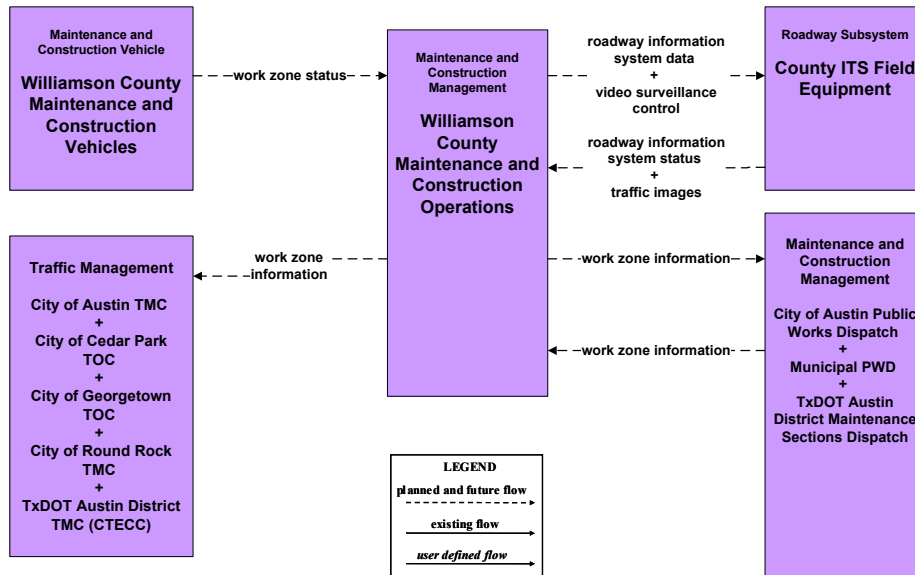 Maintenance and
Construction Vehicle
Williamson County
Maintenance and
Construction
Vehicles
work zone status
Maintenance and
Construction
Management
Williamson
County
Maintenance and
Construction
Operations
roadway information
system data
+
video surveillance
control
roadway information
system status
+
traffic images
Roadway Subsystem
County ITS Field
Equipment
Traffic Management
City of Austin TMC
+
City of Cedar Park
TOC
+
City of Georgetown
TOC
+
City of Round Rock
TMC
+
TxDOT Austin District
TMC (CTECC)
work zone
information
work zone information
work zone information
Maintenance and
Construction
Management
City of Austin Public
Works Dispatch
+
Municipal PWD
+
TxDOT Austin
District Maintenance
Sections Dispatch
LEGEND
planned and future flow
existing flow
user defined flow